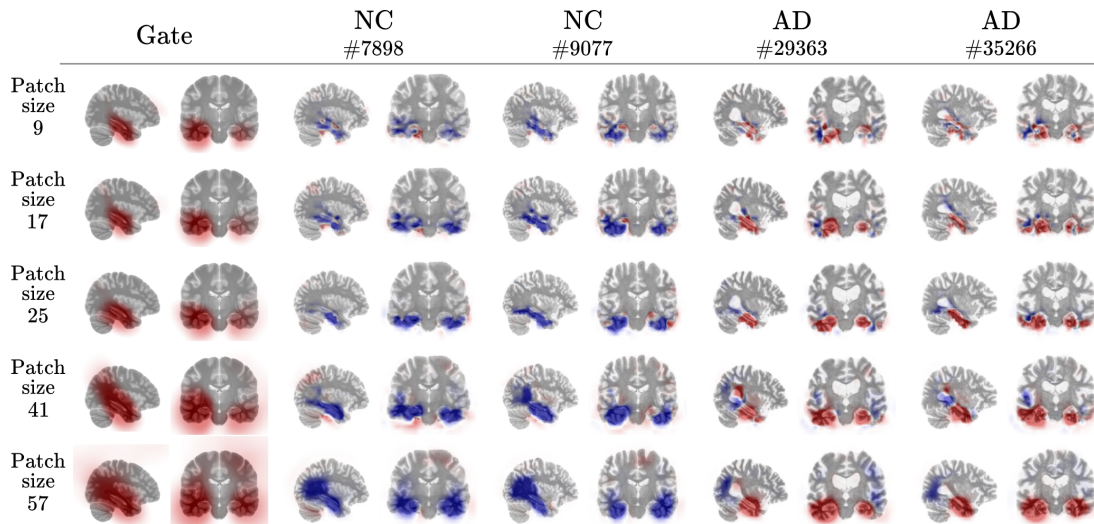 Gate
NC
#7898
NC
#9077
AD
#29363
AD
#35266
Patch
size
9
Patch
size
17
Patch
size
25
Patch
size
41
Patch
size
57